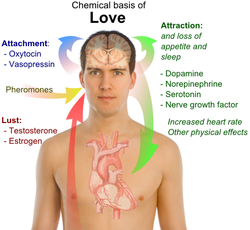 Chemical basis of
Love
Attachment:
- Oxytocin
- Vasopressin
Pheromones
Lust:
- Testosterone
- Estrogen
Attraction:
and loss of
appetite and
sleep
- Dopamine
- Norepinephrine
- Serotonin
- Nerve growth factor
Increased heart rate
Other physical effects